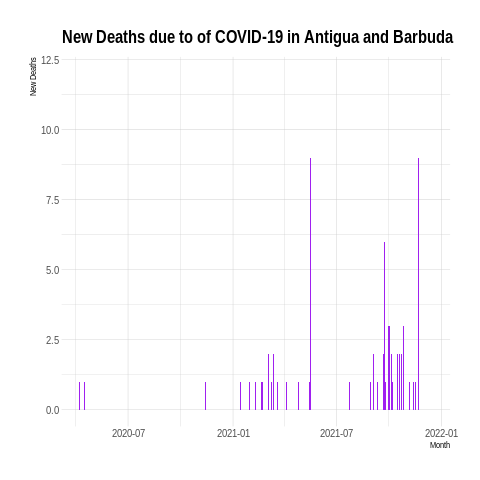 New Deaths due to of COVID-19 in Antigua and Barbuda
New Deaths
12.5
10.0
7.5
5.0
2.5
0.0
2020-07 2021-01 2021-07 2022-01
Month